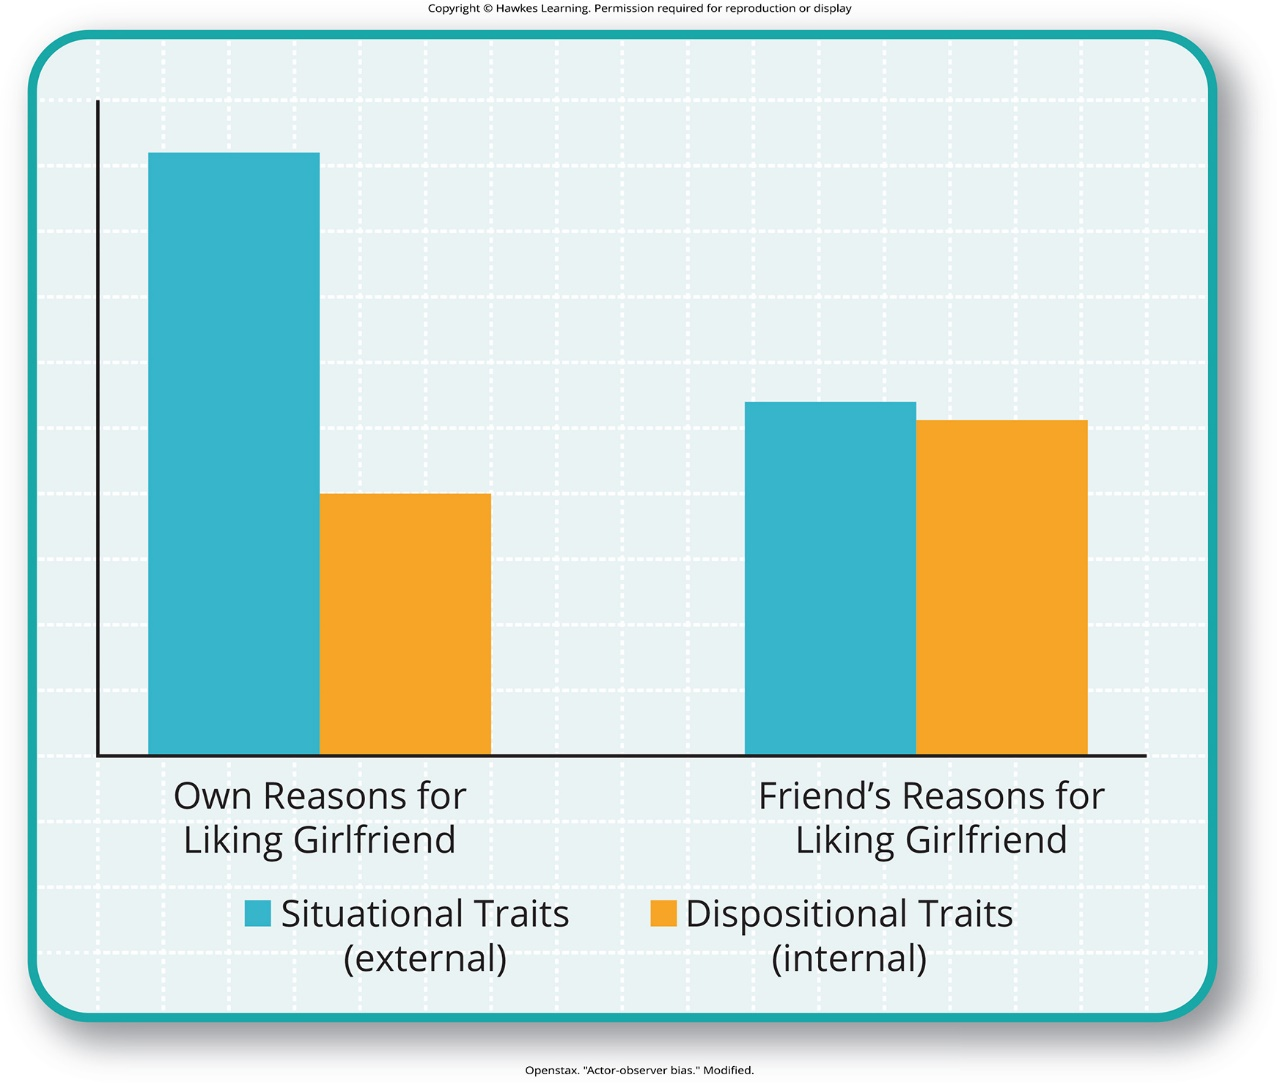 Copyright © Hawkes Learning. Permission required for reproduction or display
Own Reasons for
Liking Girlfriend
Friend’s Reasons for
Liking Girlfriend
Situational Traits
(external)
Dispositional Traits
(internal)
Openstax. "Actor-observer bias." Modified.